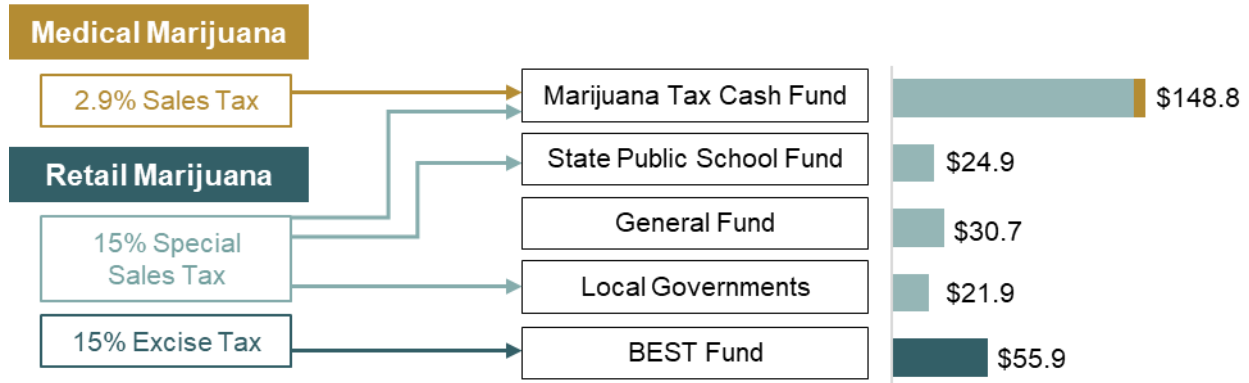 Medical Marijuana
2.9% Sales Tax
Retail Marijuana
15% Special
Sales Tax
15% Excise Tax
Marijuana Tax Cash Fund
State Public School Fund
General Fund
Local Governments
BEST Fund
$148.8
$24.9
$30.7
$21.9
$55.9